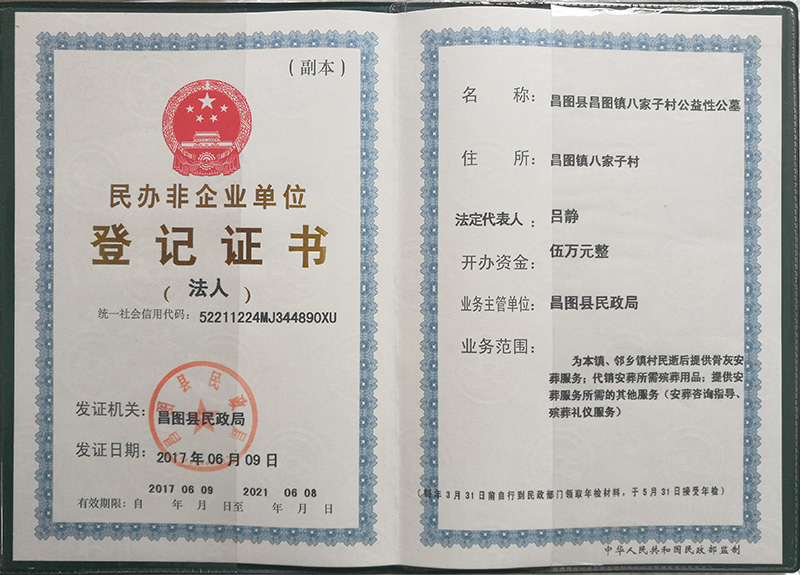 （副本）
民办非企业单位
登记证书
（法人）
统一社会信用代码：52211224MJ344890XU
昌图县民政局
发证机关：昌图县民政局
发证日期：2017年06月09日
2017 06 09 2021 06 08
有效期限：自 年 月 日至 年 月 日
名 称：昌图县昌图镇八家子村公益性公墓
住 所：昌图镇八家子村
法定代表人：吕静
开办资金：伍万元整
业务主管单位：昌图县民政局
业务范围：
为本镇、邻乡镇村民逝后提供骨灰安
葬服务；代销安葬所需殡葬用品；提供安
葬服务所需的其他服务（安葬咨询指导、
殡葬礼仪服务）
年3月31日前自行到民政部门领取年检材料，于5月31日接受年检）
中华人民共和国民政部监制